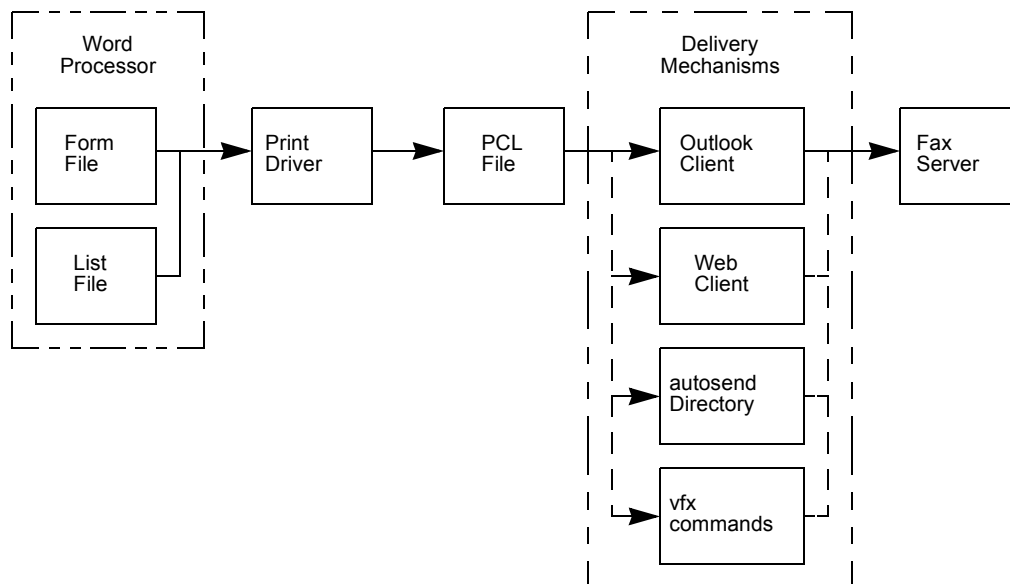 Word
Processor
Form
File
List
File
Print
Driver
PCL
File
Delivery
Mechanisms
Outlook
Client
Web
Client
autosend
Directory
vfx
commands
Fax
Server